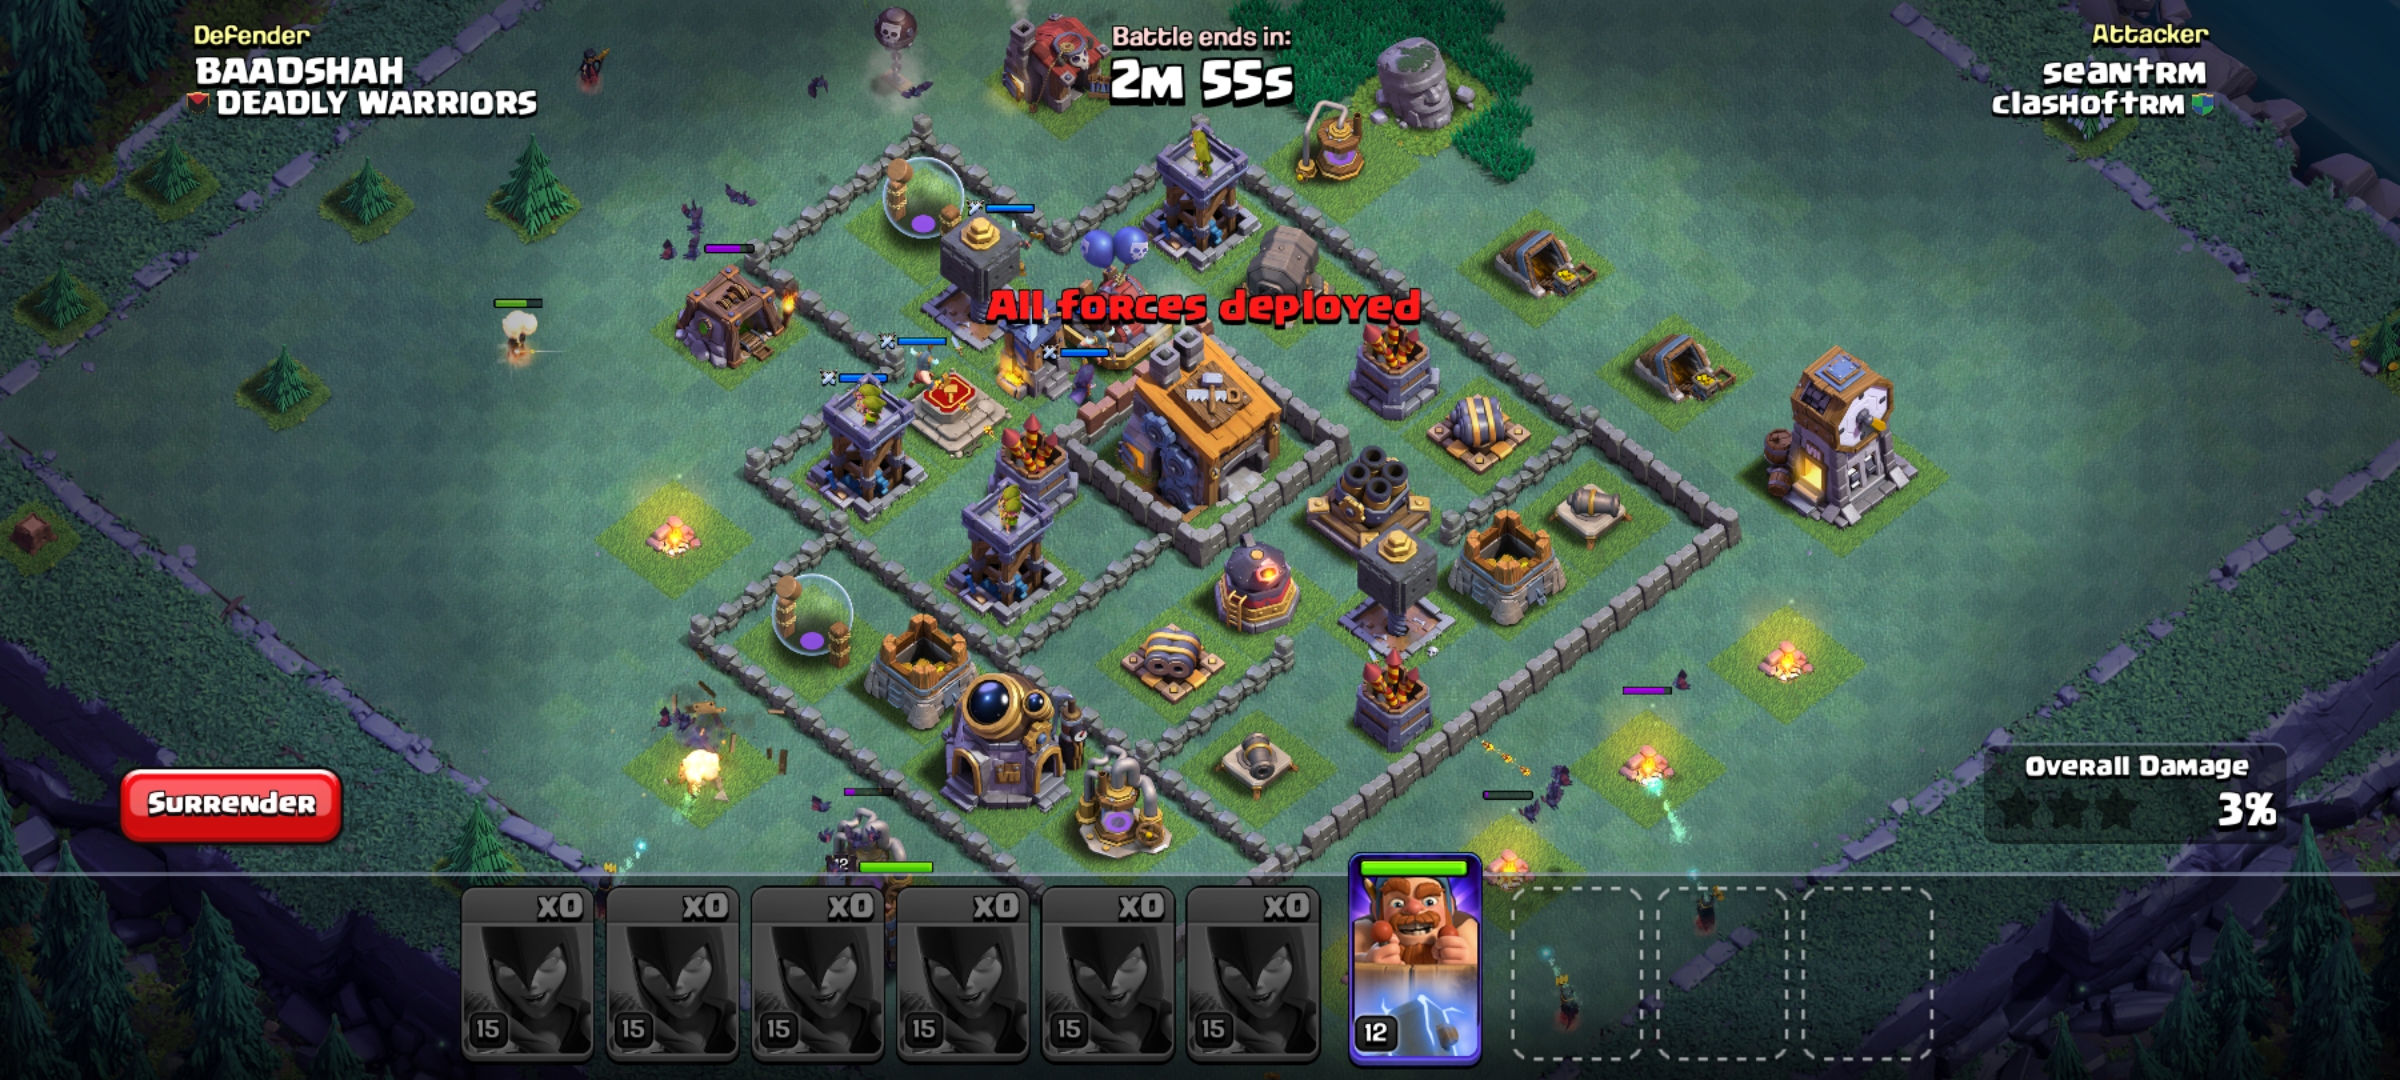 Defender
BAADSHAH
DEADLY WARRIORS
Battle ends in:
2M 55s
Attacker
seantRM
clashoftRM
All forces deployed
Surrender
Overall Damage
3%
12
x0
x0
x0
x0
x0
x0
15
15
15
15
15
15
12